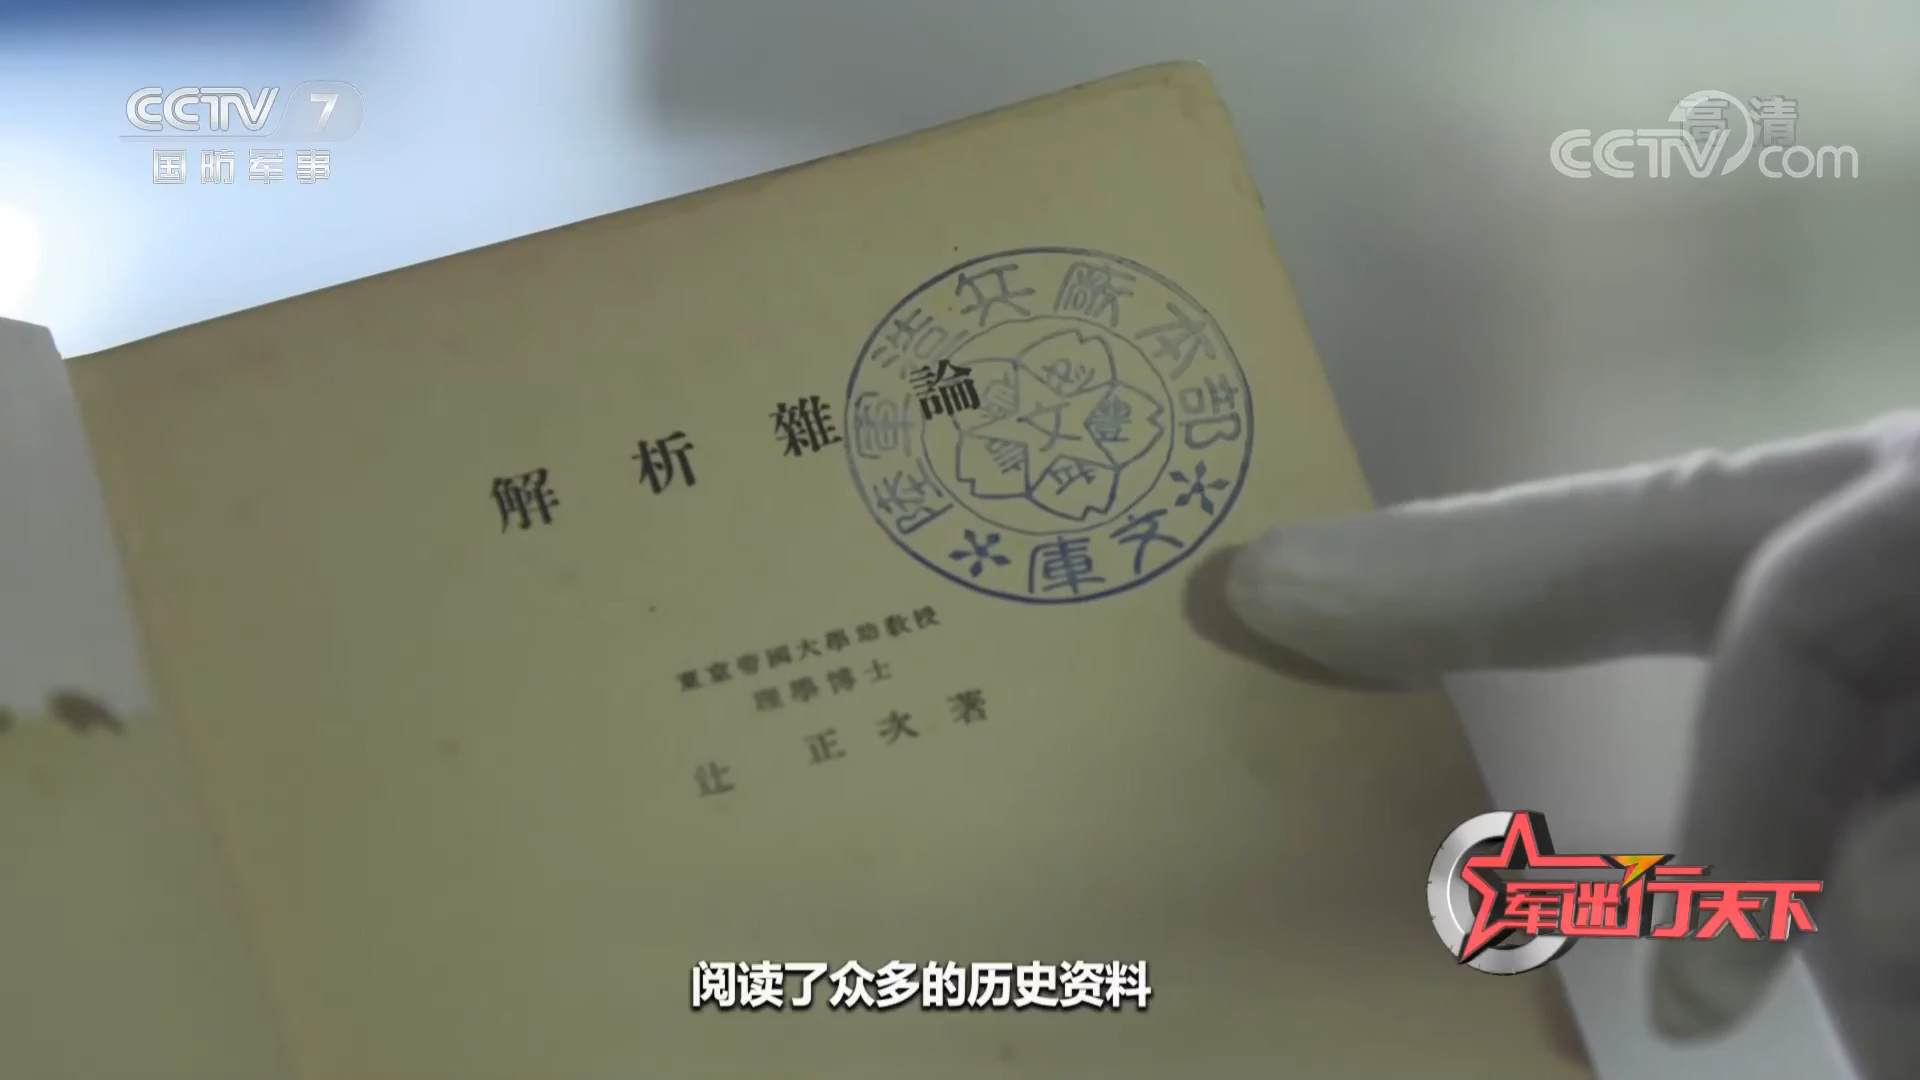 CCTV 7
国防军事
高清
CCTV.com
解析雜論
陸軍造兵廠本部
文庫
文
東京帝國大學助教授
理學博士
辻 正次著
军迷行天下
阅读了众多的历史资料